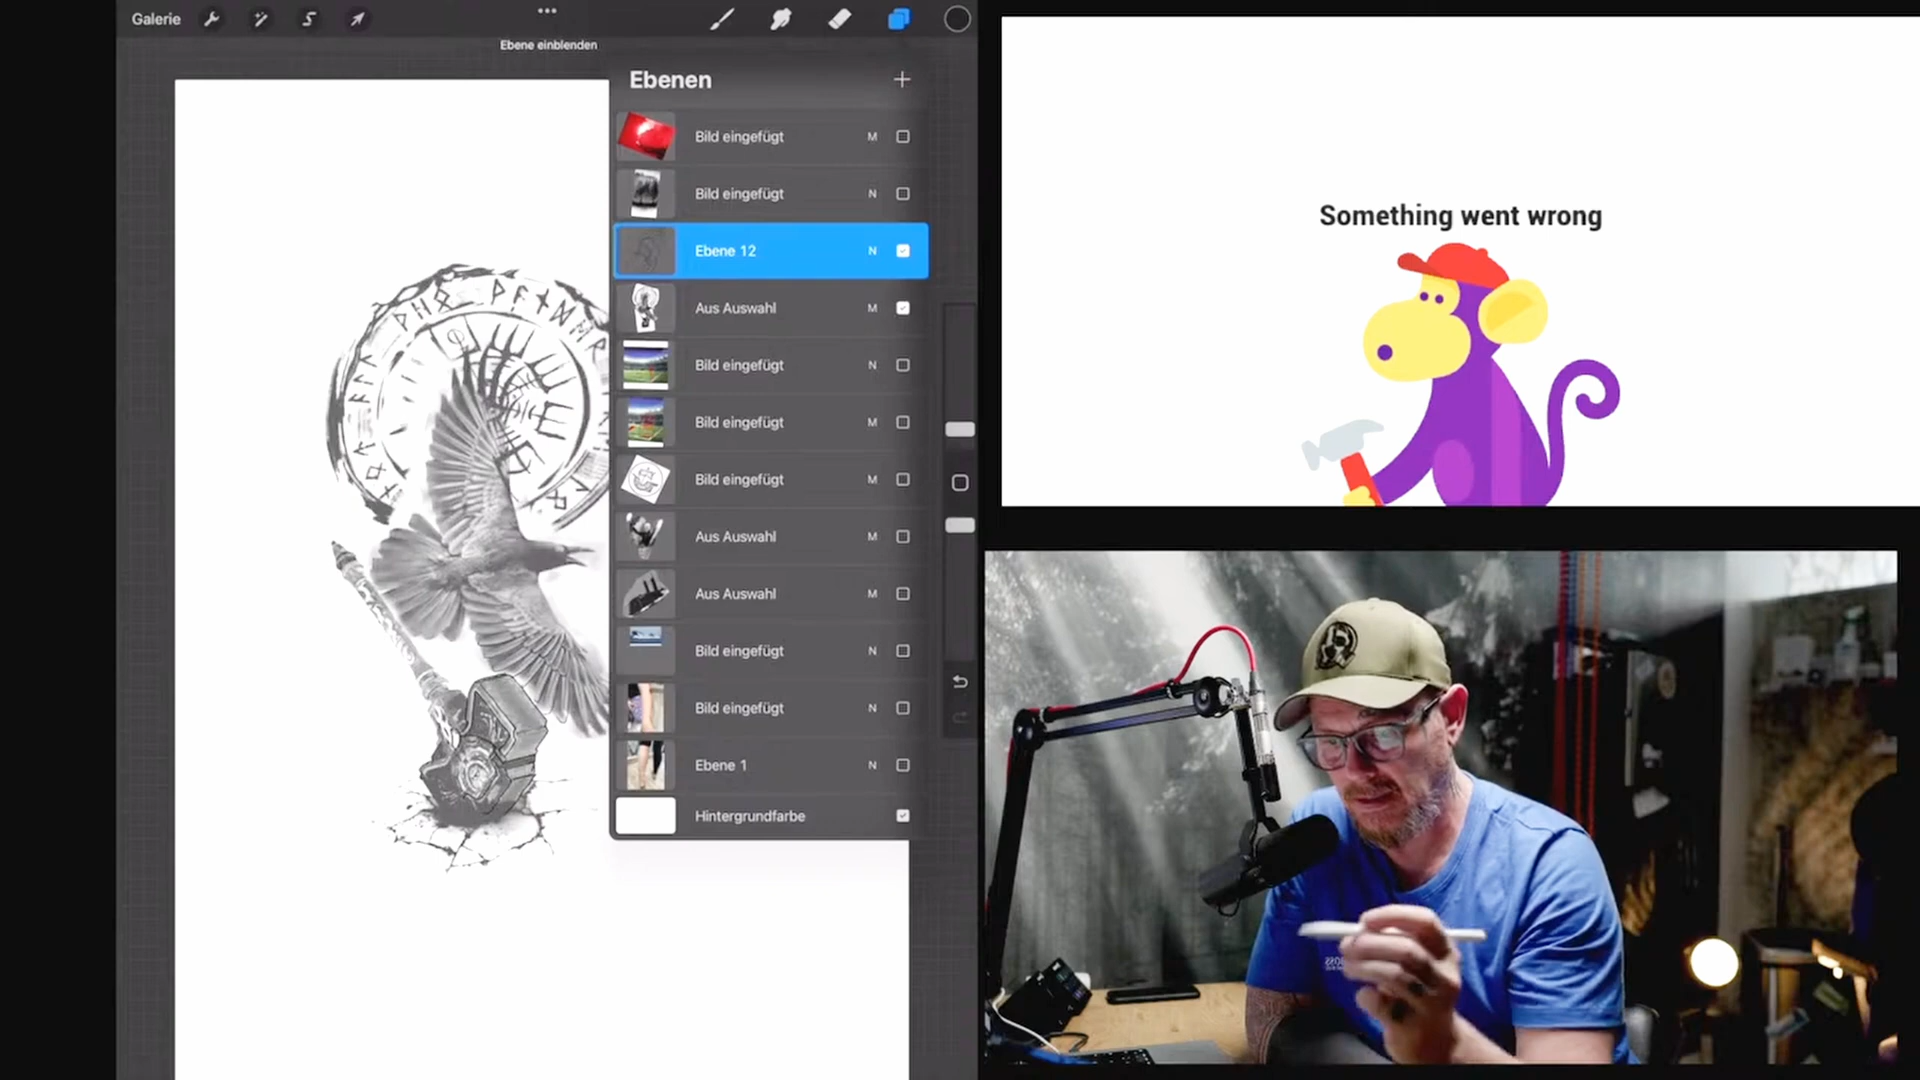 Galerie
Ebene einblenden
Ebenen
Bild eingefügt M
Bild eingefügt N
Ebene 12 N
Aus Auswahl M
Bild eingefügt N
Bild eingefügt M
Bild eingefügt M
Aus Auswahl M
Aus Auswahl M
Bild eingefügt N
Bild eingefügt N
Ebene 1 N
Hintergrundfarbe
Something went wrong